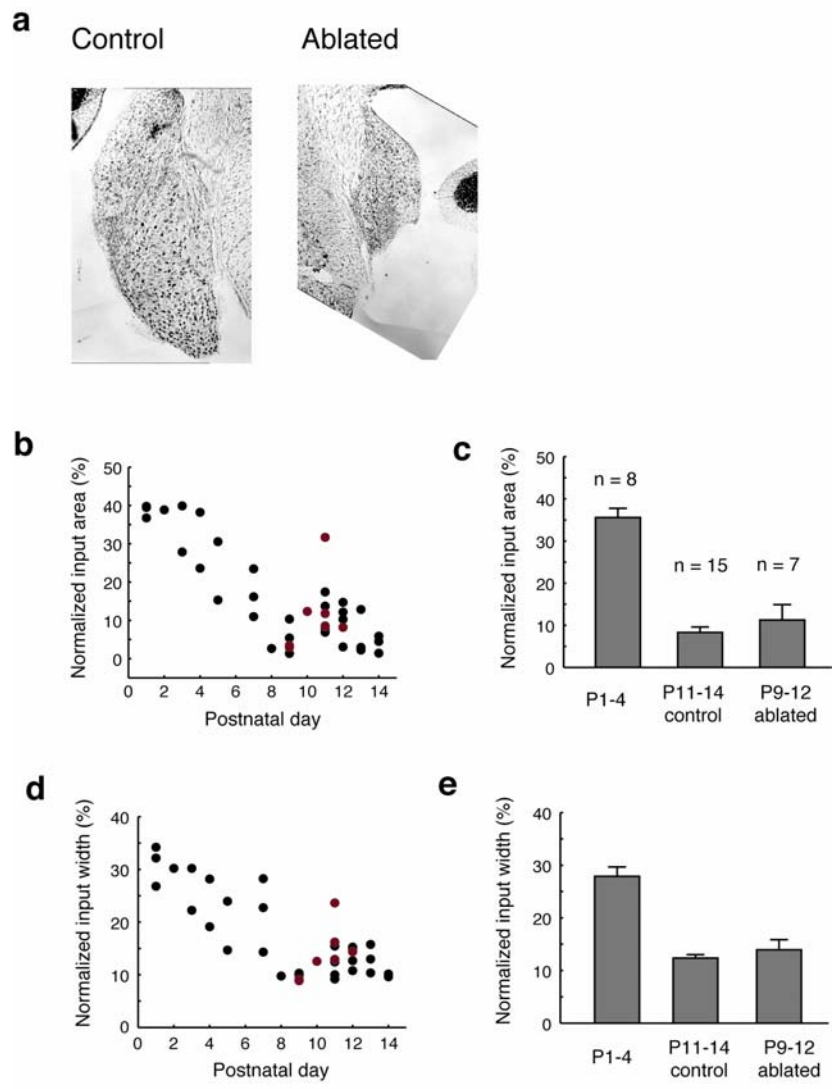 a
Control
Ablated
b
Normalized input area (%)
50
40
30
20
10
0
0 2 4 6 8 10 12 14
Postnatal day
c
Normalized input area (%)
50
40
30
20
10
0
n = 8
n = 15
n = 7
P1-4
P11-14
control
P9-12
ablated
d
Normalized input width (%)
40
30
20
10
0
0 2 4 6 8 10 12 14
Postnatal day
e
Normalized input width (%)
40
30
20
10
0
P1-4
P11-14
control
P9-12
ablated